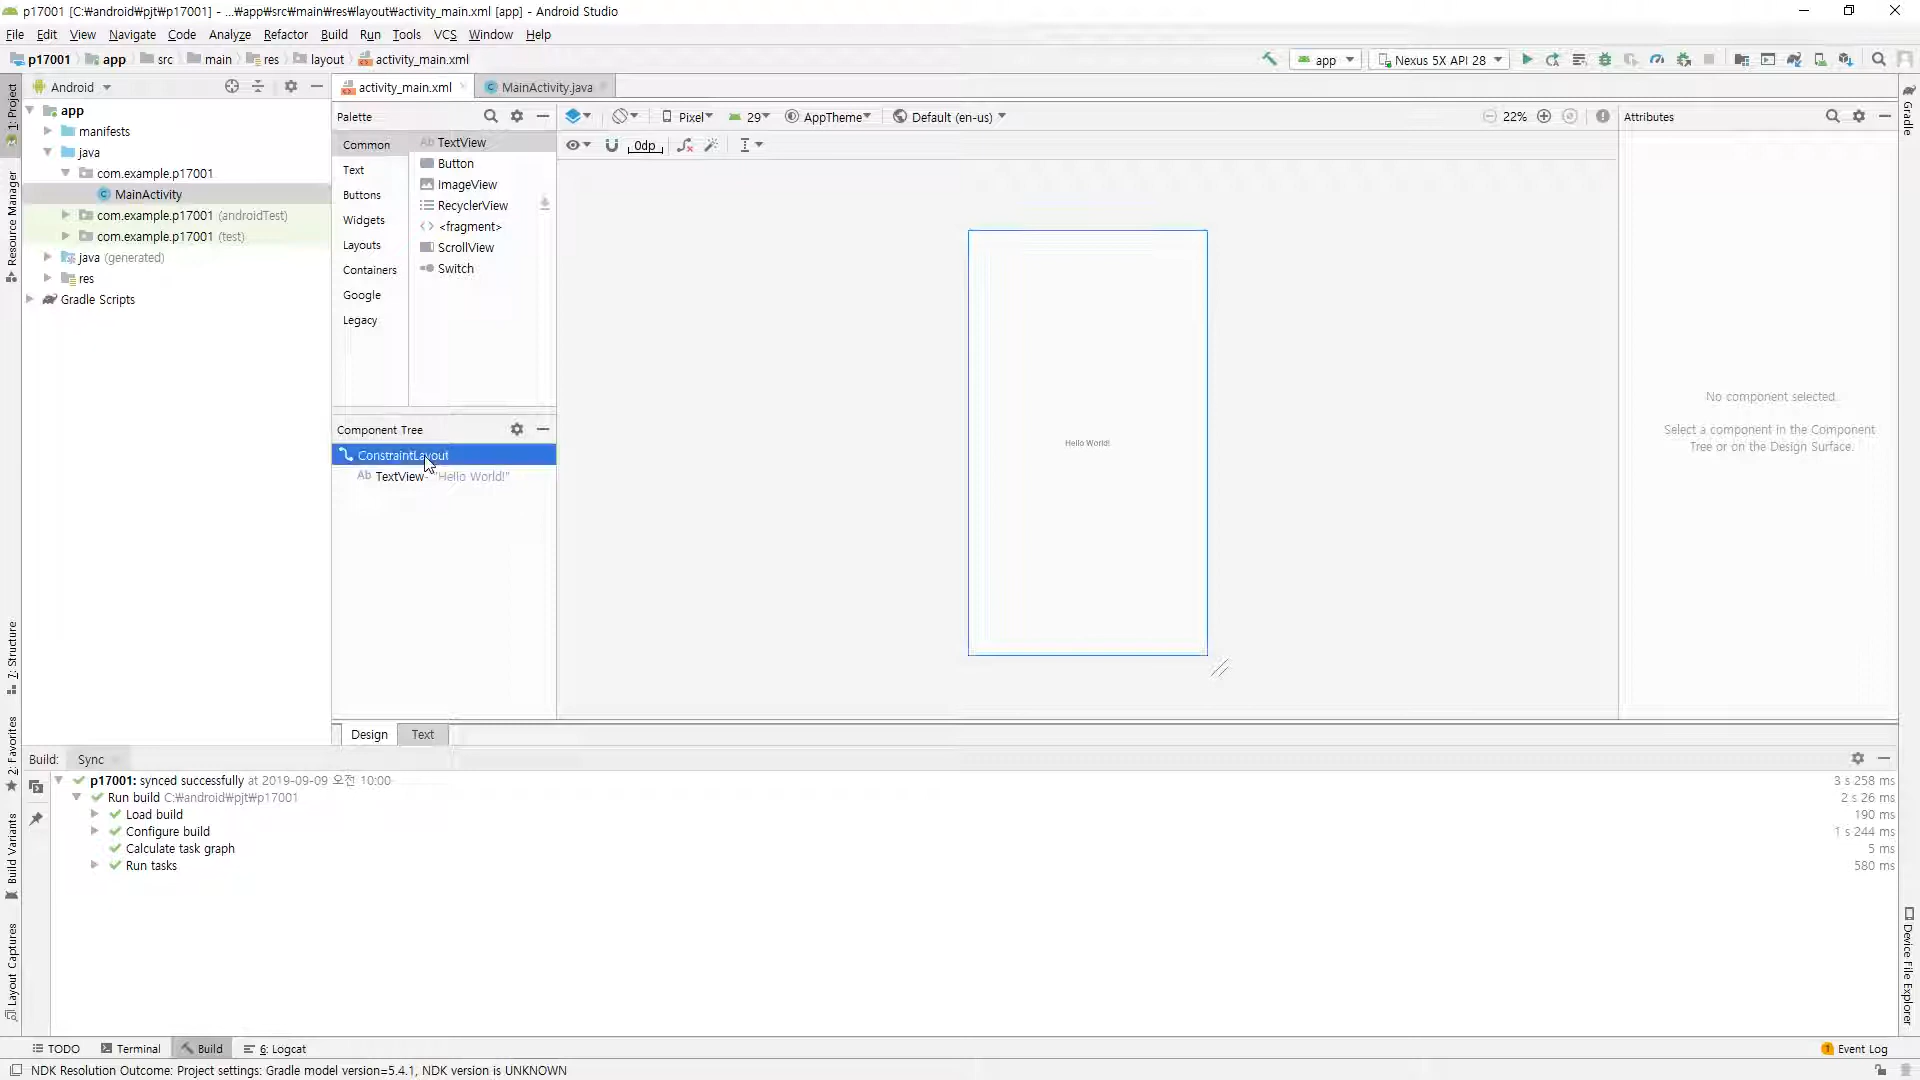 p17001 [C:₩android₩pjt₩p17001] - ...₩app₩src₩main₩res₩layout₩activity_main.xml [app] - Android Studio
File Edit View Navigate Code Analyze Refactor Build Run Tools VCS Window Help
p17001 app src main res layout activity_main.xml
app Nexus 5X API 28
Android
activity_main.xml MainActivity.java
1: Project
Resource Manager
7: Structure
2: Favorites
Build Variants
Layout Captures
app
manifests
java
com.example.p17001
MainActivity
com.example.p17001 (androidTest)
com.example.p17001 (test)
java (generated)
res
Gradle Scripts
Palette
Common
Text
Buttons
Widgets
Layouts
Containers
Google
Legacy
Ab TextView
Button
ImageView
RecyclerView
<fragment>
ScrollView
Switch
Component Tree
ConstraintLayout
Ab TextView - "Hello World!"
Pixel 29 AppTheme Default (en-us) 22%
0dp
Hello World!
Attributes
No component selected.
Select a component in the Component
Tree or on the Design Surface.
Gradle
Device File Explorer
Design Text
Build: Sync
p17001: synced successfully at 2019-09-09 오전 10:00 3 s 258 ms
Run build C:₩android₩pjt₩p17001 2 s 26 ms
Load build 190 ms
Configure build 1 s 244 ms
Calculate task graph 5 ms
Run tasks 580 ms
TODO Terminal Build 6: Logcat 1 Event Log
NDK Resolution Outcome: Project settings: Gradle model version=5.4.1, NDK version is UNKNOWN